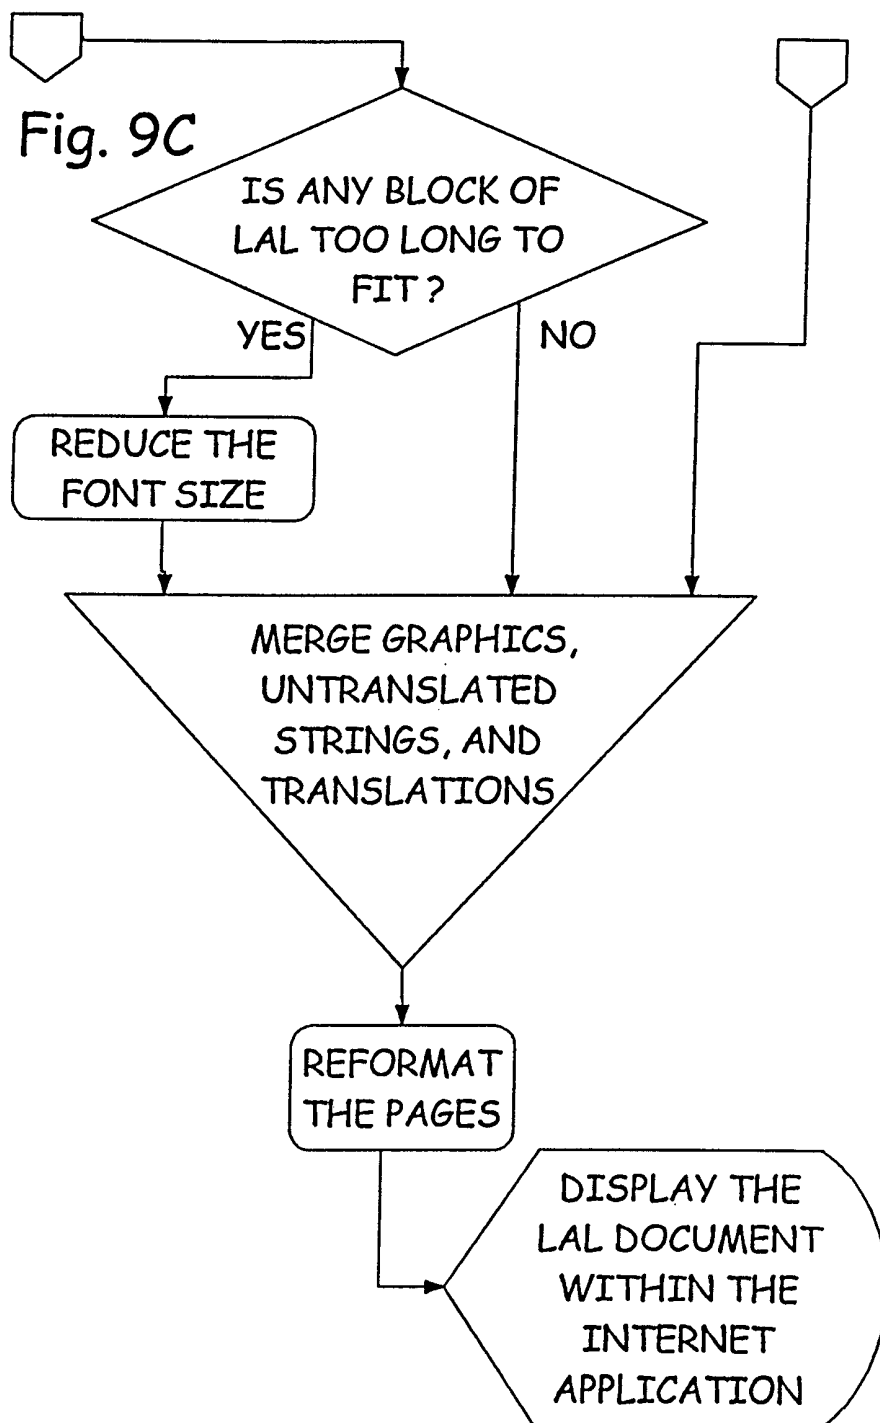 Fig. 9C
IS ANY BLOCK OF
LAL TOO LONG TO
FIT ?
YES
NO
REDUCE THE
FONT SIZE
MERGE GRAPHICS,
UNTRANSLATED
STRINGS, AND
TRANSLATIONS
REFORMAT
THE PAGES
DISPLAY THE
LAL DOCUMENT
WITHIN THE
INTERNET
APPLICATION